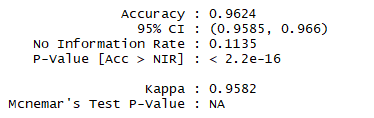 Accuracy : 0.9624
95% CI : (0.9585, 0.966)
No Information Rate : 0.1135
P-Value [Acc > NIR] : < 2.2e-16
Kappa : 0.9582
Mcnemar's Test P-Value : NA